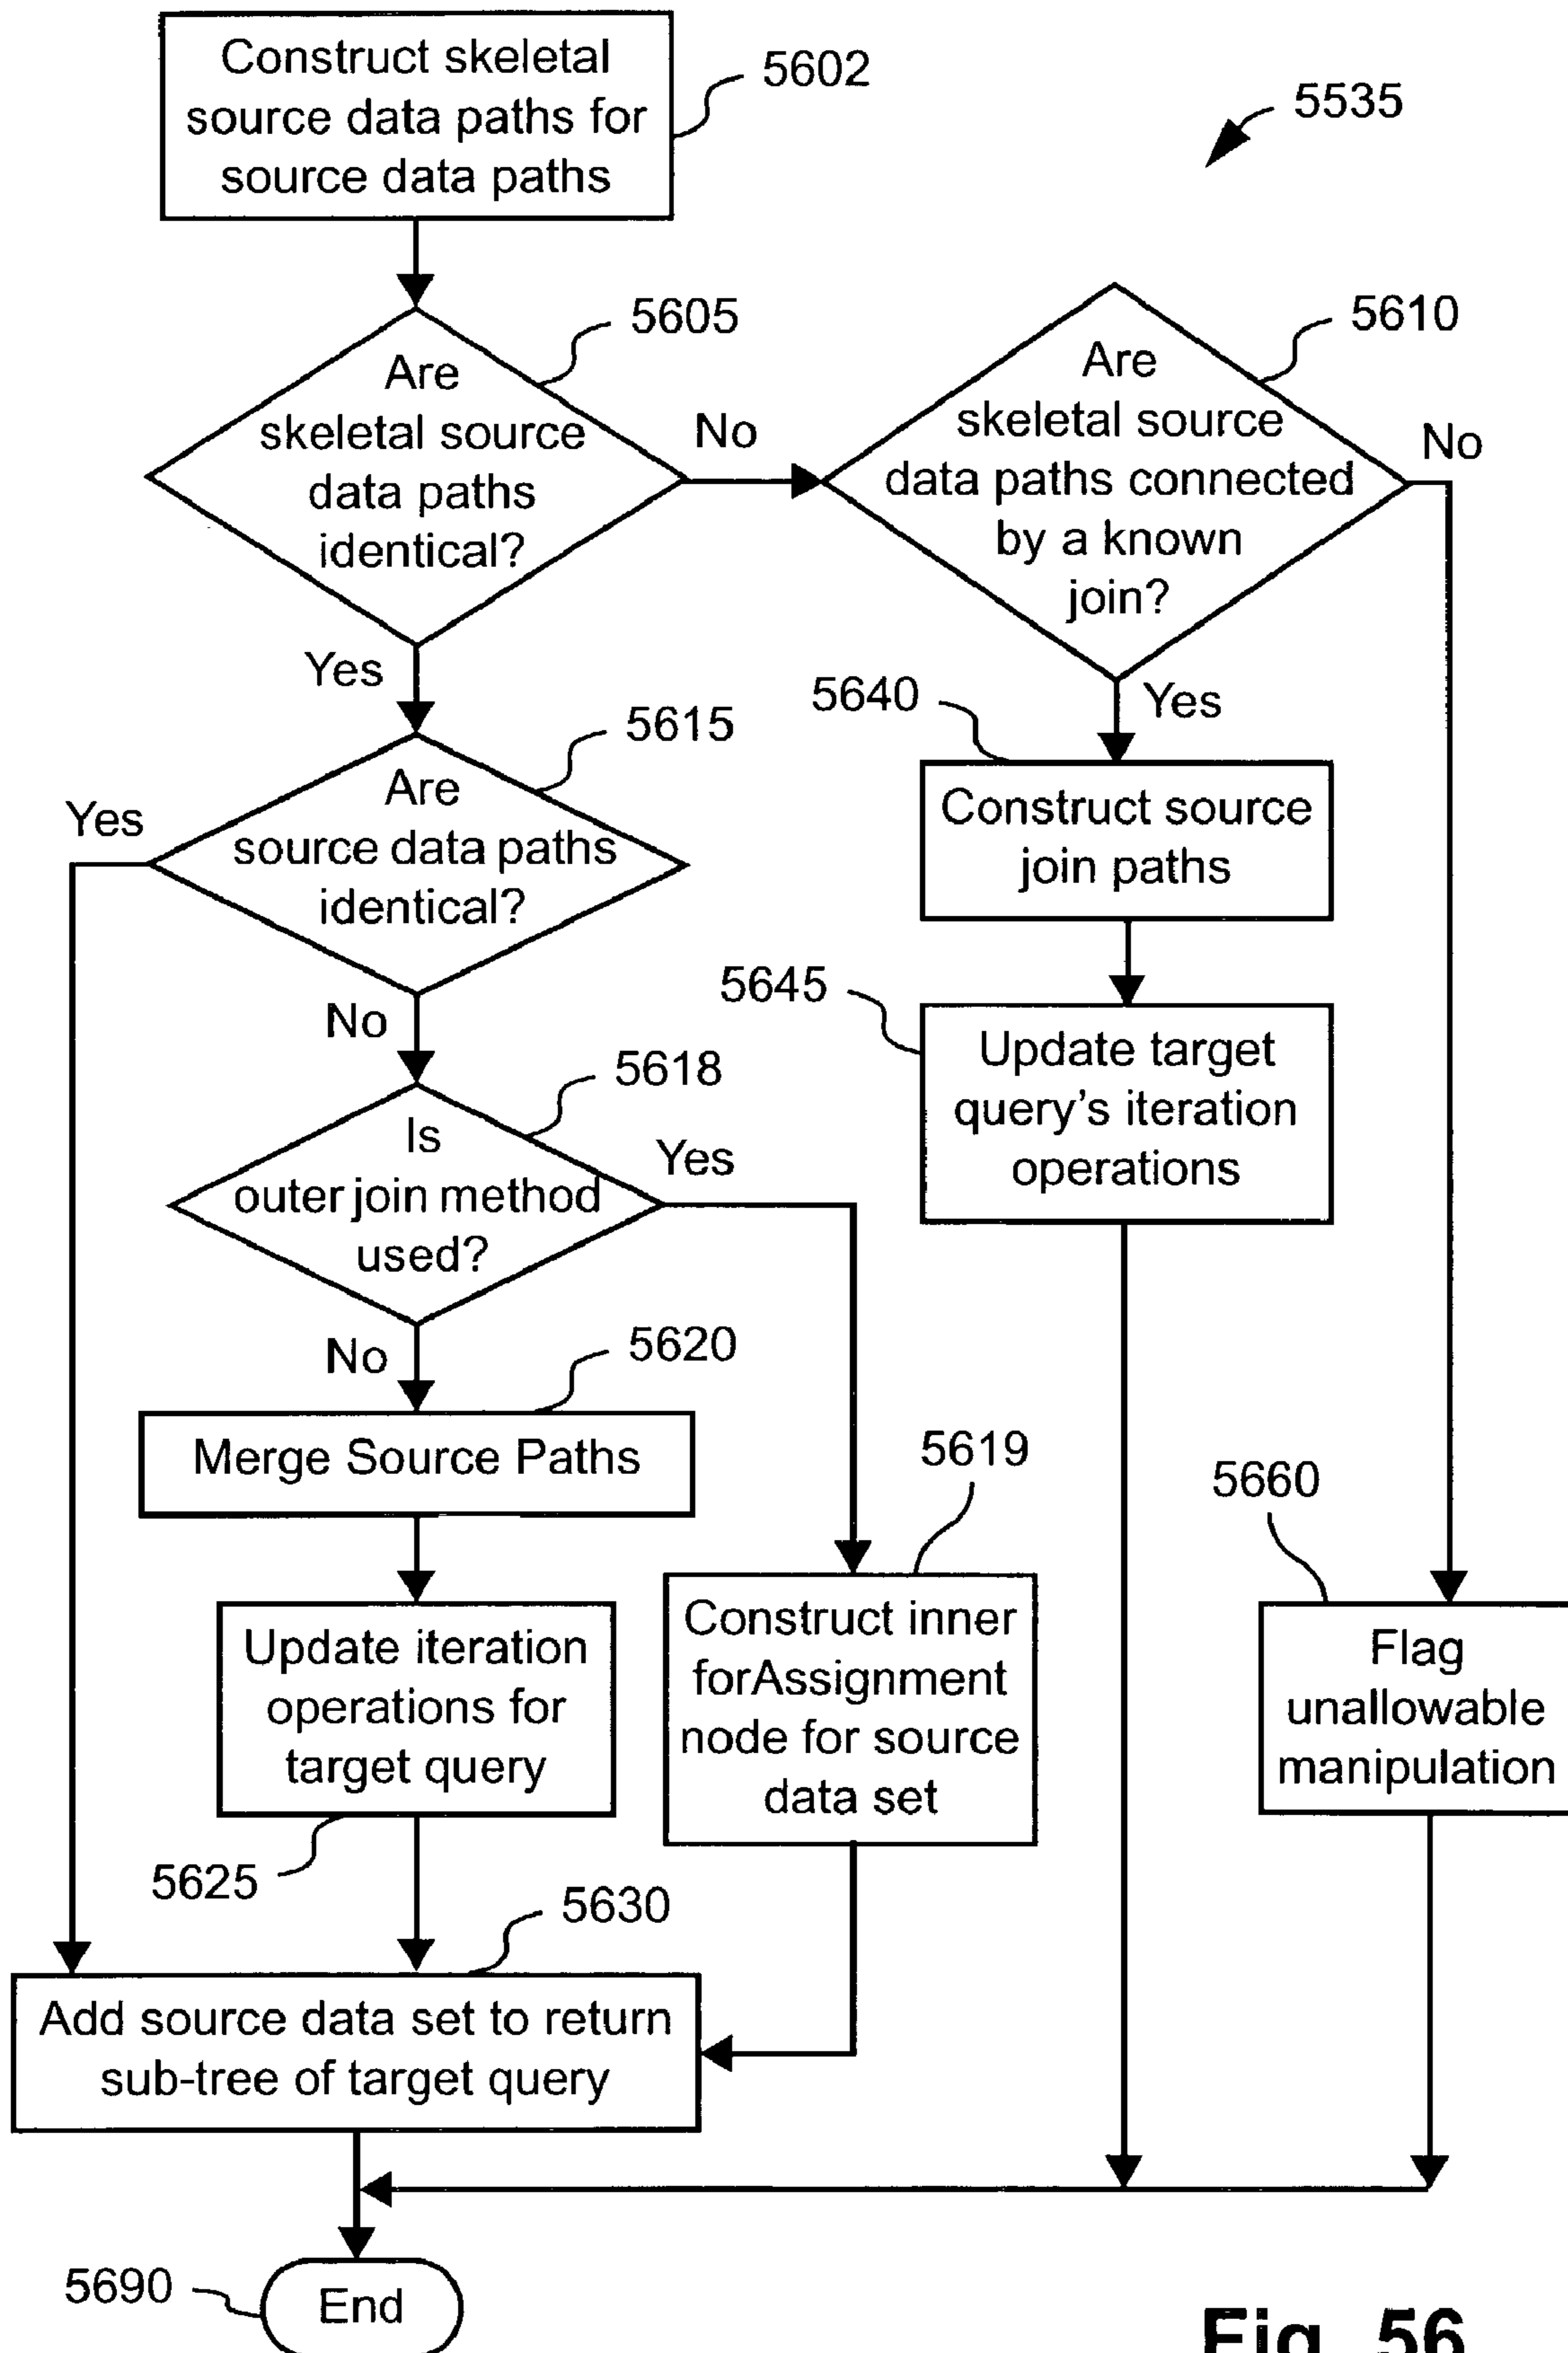 Construct skeletal
source data paths for
source data paths
5602
5535
Are
skeletal source
data paths
identical?
5605
No
Are
skeletal source
data paths connected
by a known
join?
5610
No
Yes
Are
source data paths
identical?
5615
Yes
No
5640
Yes
Construct source
join paths
5645
Update target
query's iteration
operations
Is
outer join method
used?
5618
Yes
No
5620
Merge Source Paths
5619
Construct inner
forAssignment
node for source
data set
5660
Flag
unallowable
manipulation
Update iteration
operations for
target query
5625
5630
Add source data set to return
sub-tree of target query
5690
End
Fig. 56